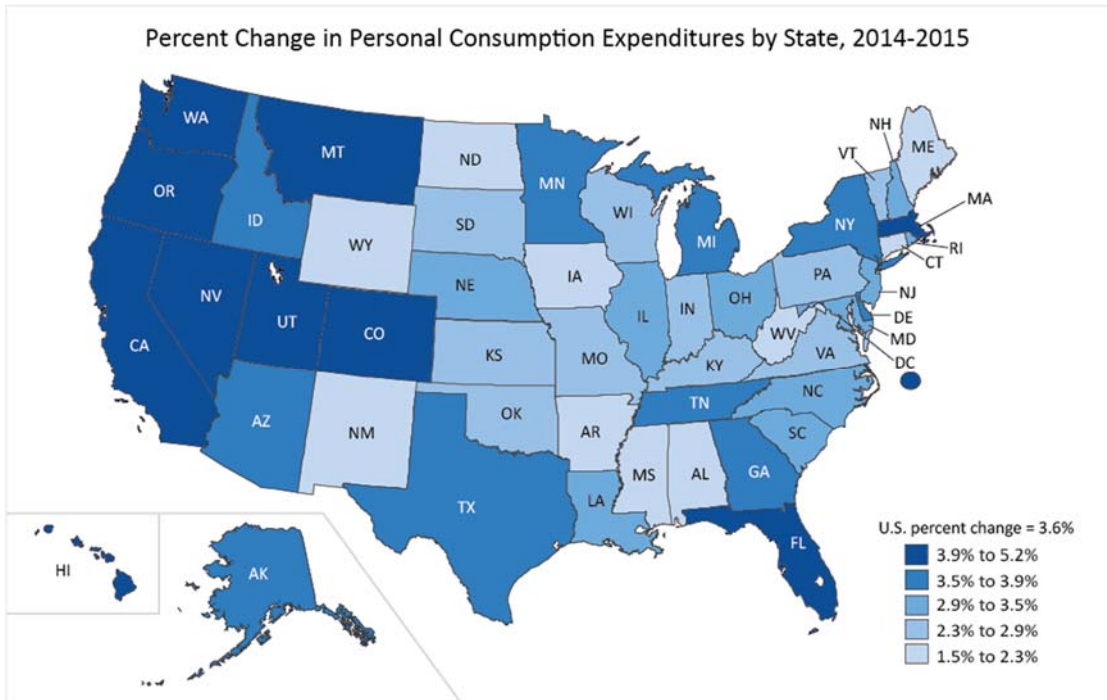 Percent Change in Personal Consumption Expenditures by State, 2014-2015
WA
MT
ND
MN
VT
NH
ME
OR
ID
SD
WI
MI
NY
MA
WY
RI
CT
IA
NE
PA
NJ
NV
UT
CO
IL
IN
OH
DE
CA
WV
MD
KS
MO
KY
VA
DC
AZ
NM
OK
AR
TN
NC
SC
MS
AL
GA
TX
LA
FL
HI
AK
U.S. percent change = 3.6%
3.9% to 5.2%
3.5% to 3.9%
2.9% to 3.5%
2.3% to 2.9%
1.5% to 2.3%